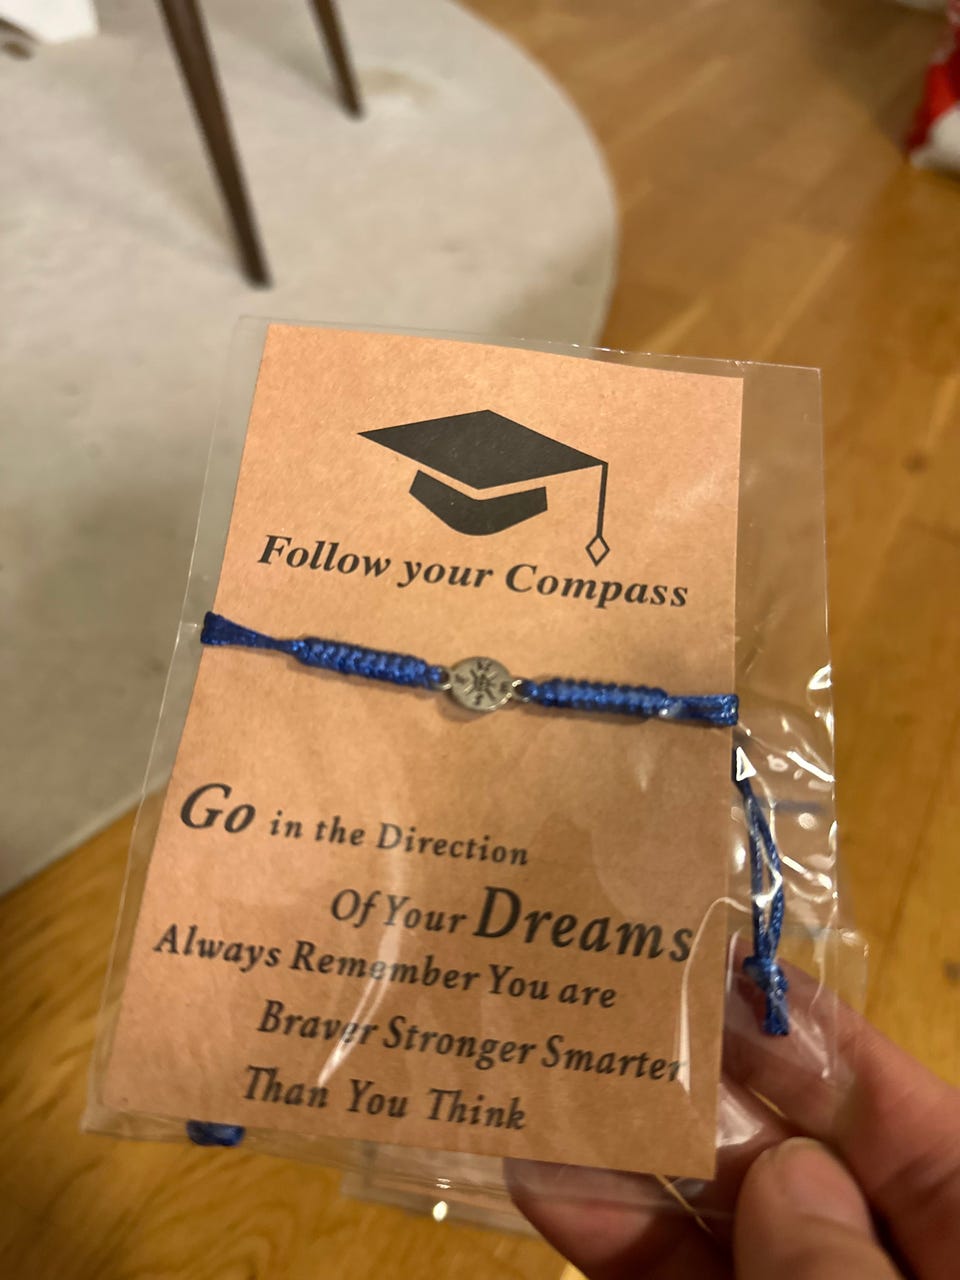 Follow your Compass
Go in the Direction
Of Your Dreams
Always Remember You are
Braver Stronger Smarter
Than You Think